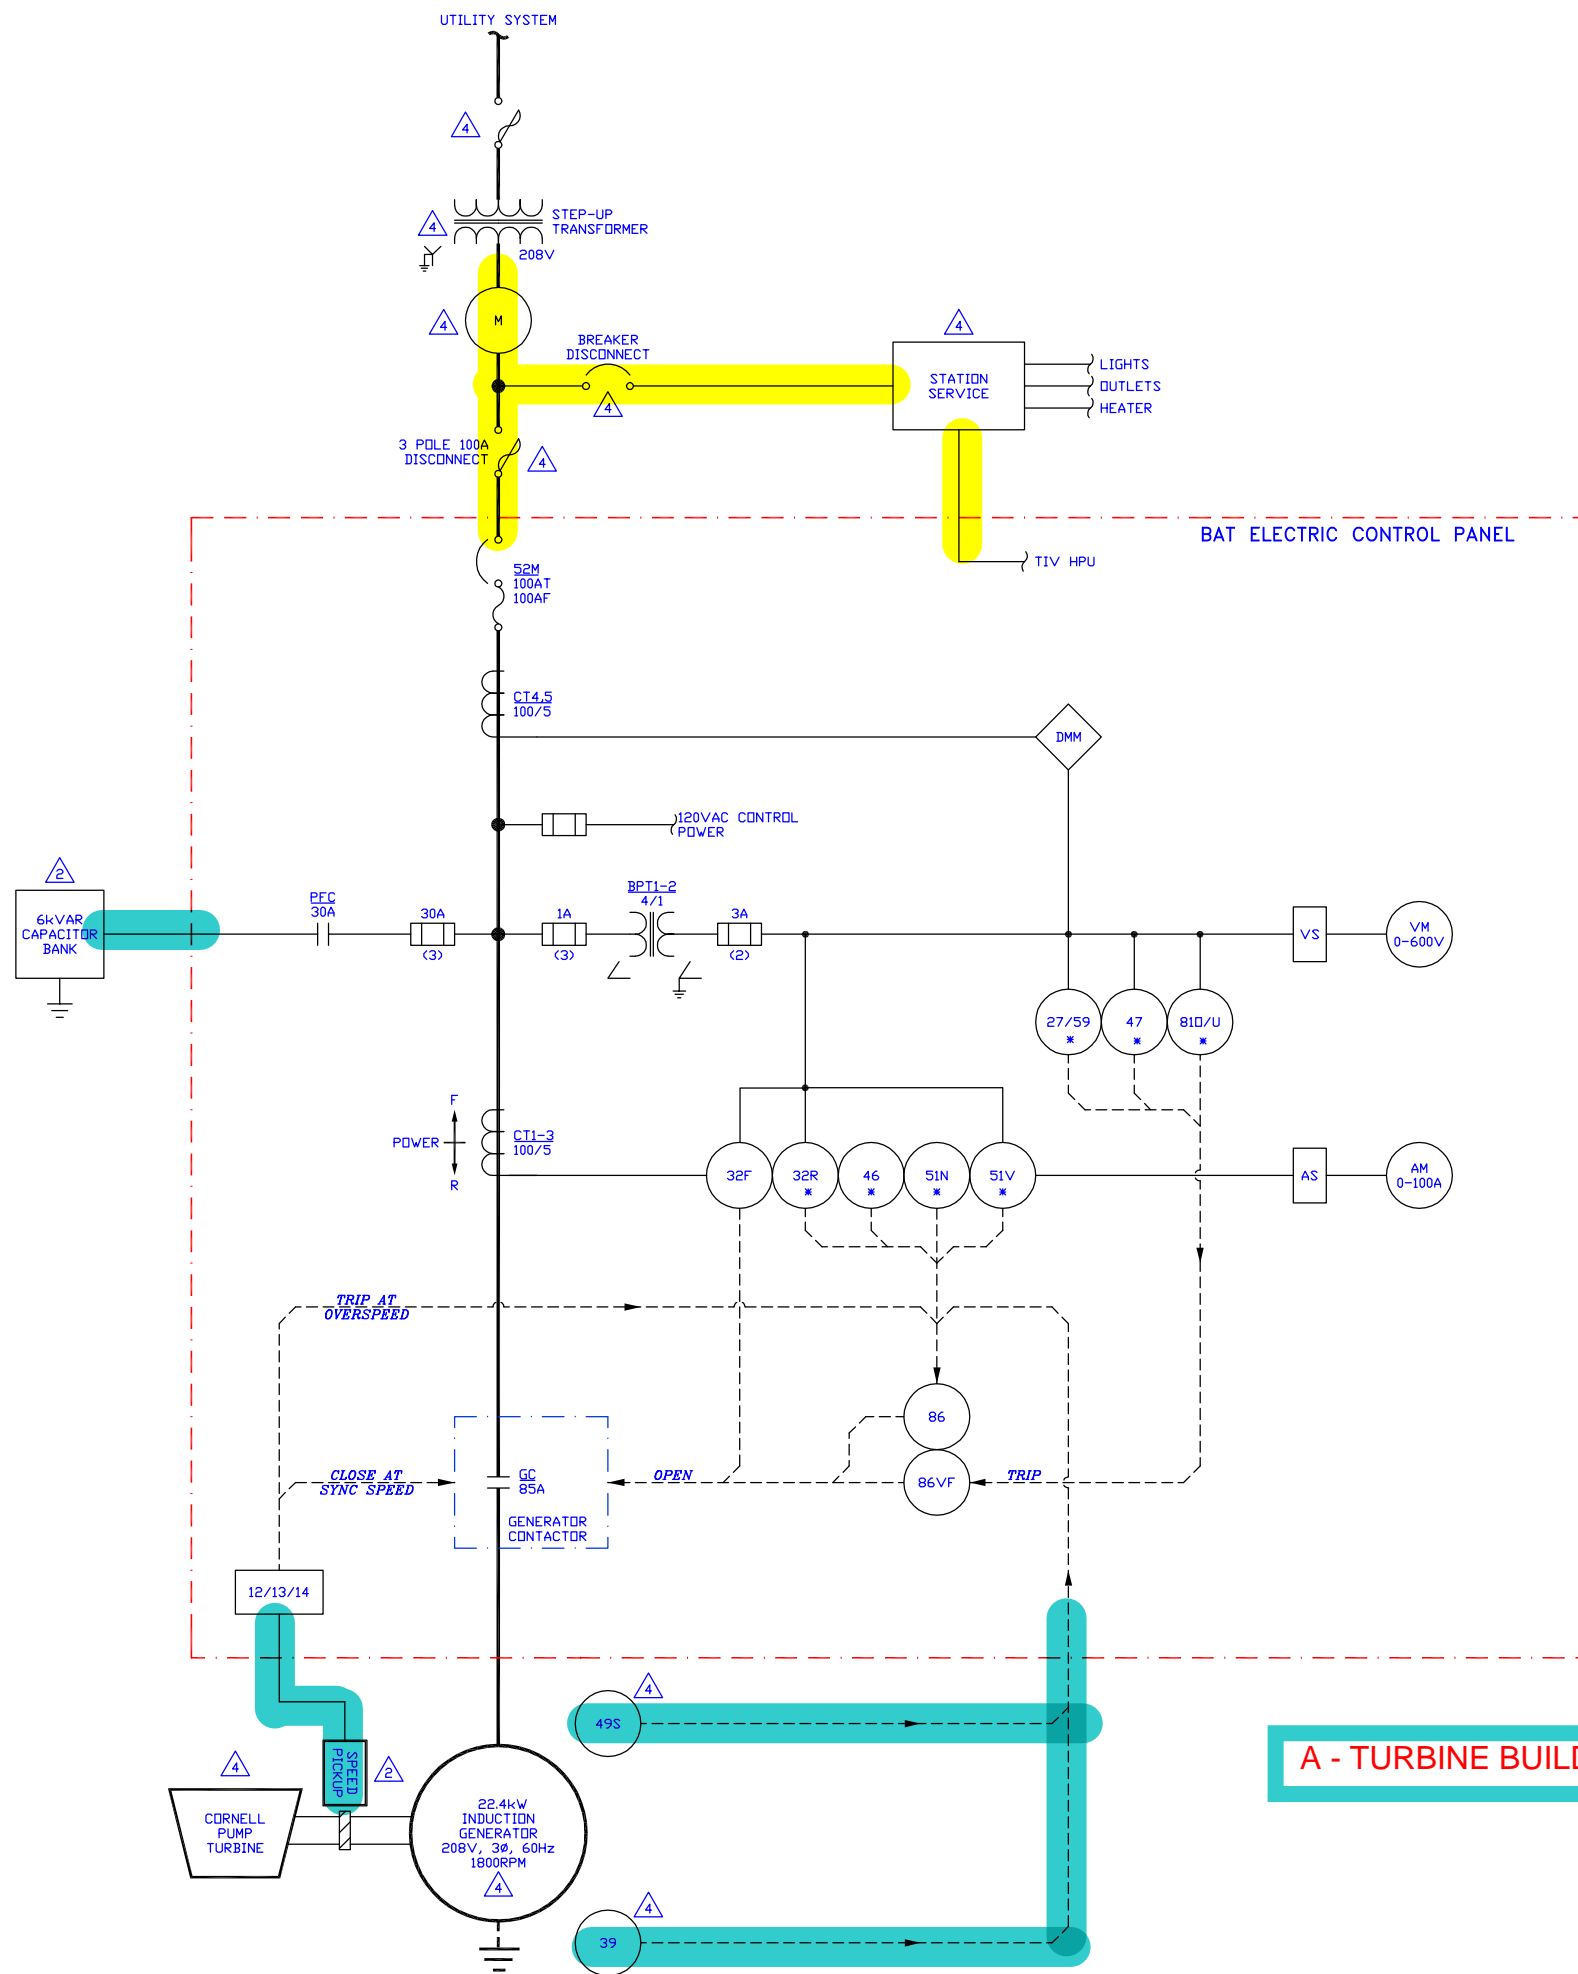 UTILITY SYSTEM
4
STEP-UP
TRANSFORMER
4
208V
M
4
BREAKER
DISCONNECT
4
4
STATION
SERVICE
LIGHTS
OUTLETS
HEATER
3 POLE 100A
DISCONNECT
4
BAT ELECTRIC CONTROL PANEL
TIV HPU
52M
100AT
100AF
CT4,5
100/5
DMM
120VAC CONTROL
POWER
2
6kVAR
CAPACITOR
BANK
PFC
30A
30A
(3)
1A
(3)
BPT1-2
4/1
3A
(2)
VS
VM
0-600V
27/59
*
47
*
81O/U
*
F
POWER
R
CT1-3
100/5
32F
32R
*
46
*
51N
*
51V
*
AS
AM
0-100A
TRIP AT
OVERSPEED
86
CLOSE AT
SYNC SPEED
GC
85A
GENERATOR
CONTACTOR
OPEN
86VF
TRIP
12/13/14
49S
4
SPEED
PICKUP
2
4
CORNELL
PUMP
TURBINE
22.4kW
INDUCTION
GENERATOR
208V, 3Ø, 60Hz
1800RPM
4
A - TURBINE BUILD
39
4